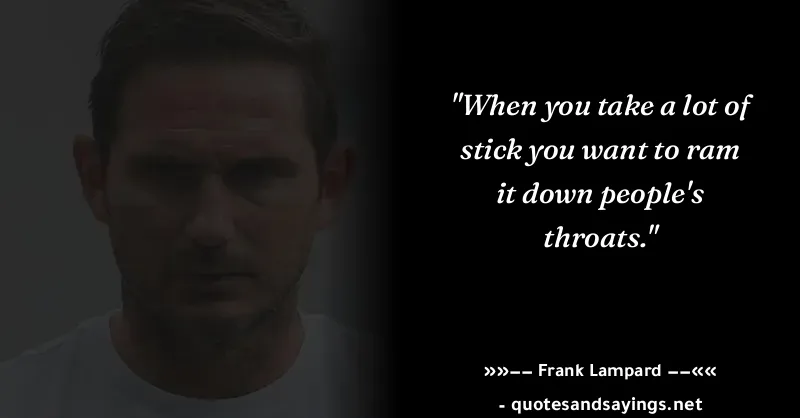 "When you take a lot of
stick you want to ram
it down people's
throats."
»»−− Frank Lampard −−««
- quotesandsayings.net